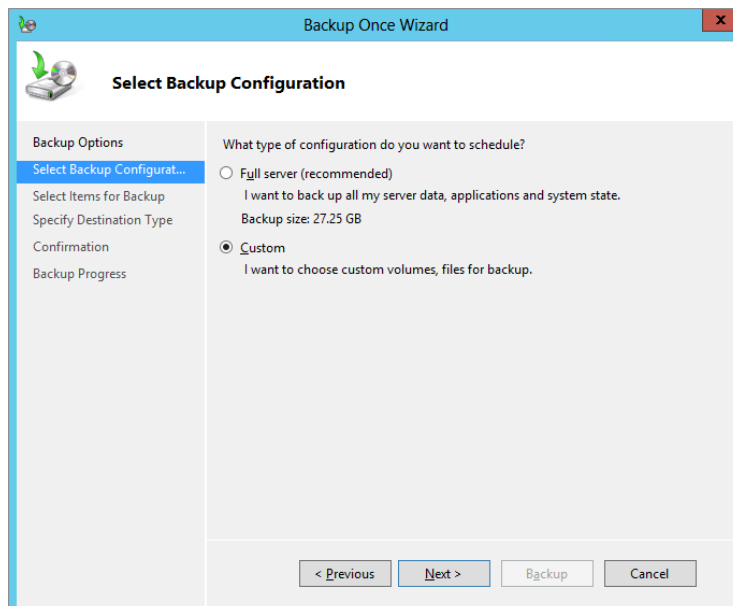 Backup Once Wizard
x
Select Backup Configuration
Backup Options
Select Backup Configurat...
Select Items for Backup
Specify Destination Type
Confirmation
Backup Progress
What type of configuration do you want to schedule?
Full server (recommended)
I want to back up all my server data, applications and system state.
Backup size: 27.25 GB
Custom
I want to choose custom volumes, files for backup.
< Previous
Next >
Backup
Cancel